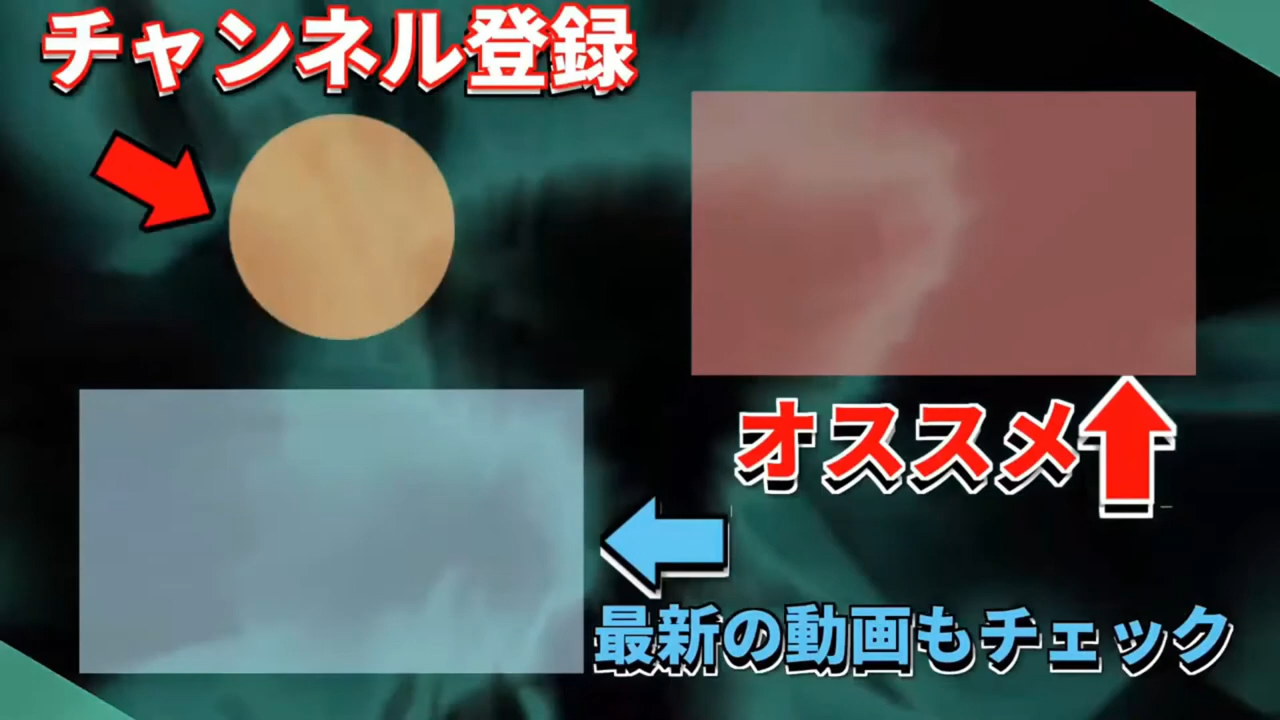 チャンネル登録
オススメ
最新の動画もチェック